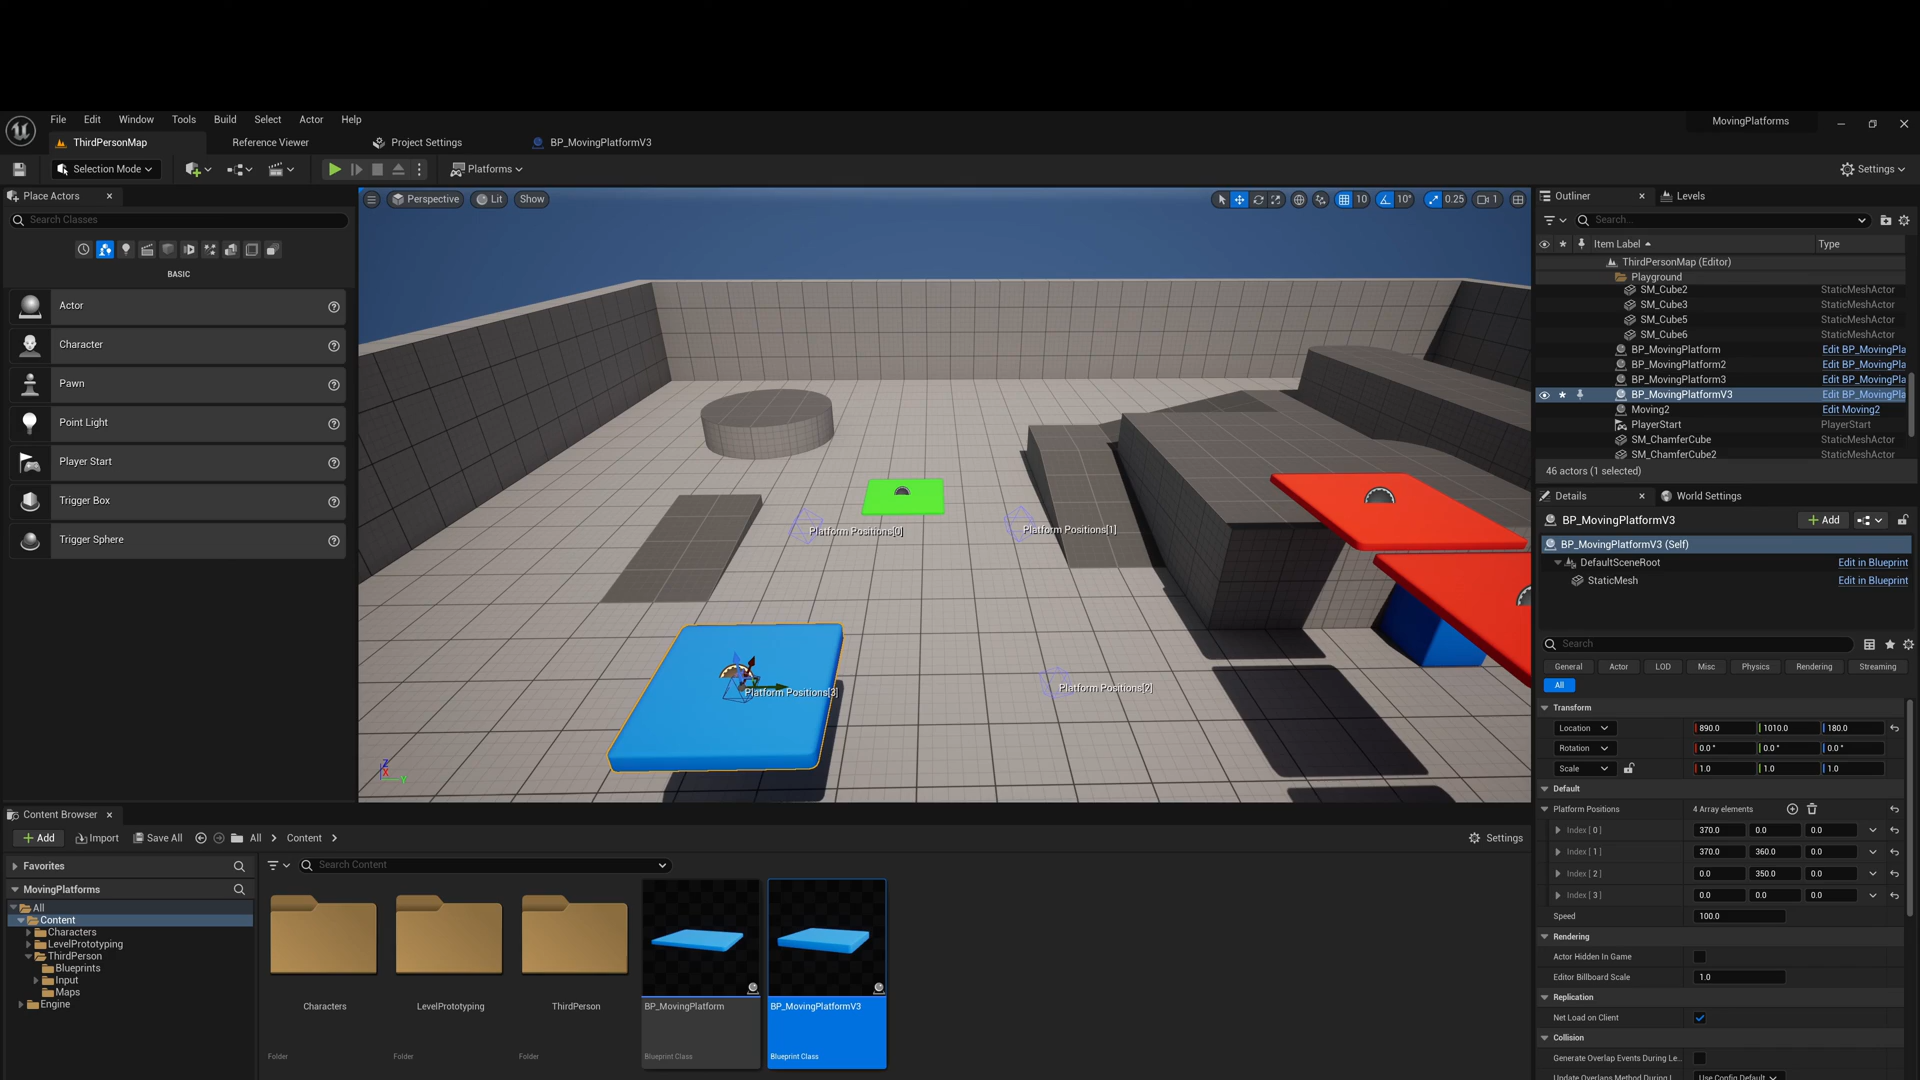 File Edit Window Tools Build Select Actor Help
MovingPlatforms
ThirdPersonMap Reference Viewer Project Settings BP_MovingPlatformV3
Selection Mode Platforms Settings
Place Actors
Search Classes
BASIC
Actor
Character
Pawn
Point Light
Player Start
Trigger Box
Trigger Sphere
Perspective Lit Show 10 10° 0.25 1
Platform Positions[0]
Platform Positions[1]
Platform Positions[2]
Platform Positions[3]
Z
X
Y
Outliner Levels
Search...
Item Label Type
ThirdPersonMap (Editor)
Playground
SM_Cube2 StaticMeshActor
SM_Cube3 StaticMeshActor
SM_Cube5 StaticMeshActor
SM_Cube6 StaticMeshActor
BP_MovingPlatform Edit BP_MovingPla
BP_MovingPlatform2 Edit BP_MovingPla
BP_MovingPlatform3 Edit BP_MovingPla
BP_MovingPlatformV3 Edit BP_MovingPla
Moving2 Edit Moving2
PlayerStart PlayerStart
SM_ChamferCube StaticMeshActor
SM_ChamferCube2 StaticMeshActor
46 actors (1 selected)
Details World Settings
BP_MovingPlatformV3 Add
BP_MovingPlatformV3 (Self)
DefaultSceneRoot Edit in Blueprint
StaticMesh Edit in Blueprint
Search
General Actor LOD Misc Physics Rendering Streaming
All
Transform
Location 890.0 1010.0 180.0
Rotation 0.0 ° 0.0 ° 0.0 °
Scale 1.0 1.0 1.0
Default
Platform Positions 4 Array elements
Index [ 0 ] 370.0 0.0 0.0
Index [ 1 ] 370.0 360.0 0.0
Index [ 2 ] 0.0 350.0 0.0
Index [ 3 ] 0.0 0.0 0.0
Speed 100.0
Rendering
Actor Hidden In Game
Editor Billboard Scale 1.0
Replication
Net Load on Client
Collision
Generate Overlap Events During Le...
Update Overlaps Method During L Use Config Default
Content Browser
Add Import Save All All Content Settings
Favorites
MovingPlatforms
All
Content
Characters
LevelPrototyping
ThirdPerson
Blueprints
Input
Maps
Engine
Search Content
Characters LevelPrototyping ThirdPerson BP_MovingPlatform BP_MovingPlatformV3
Folder Folder Folder Blueprint Class Blueprint Class